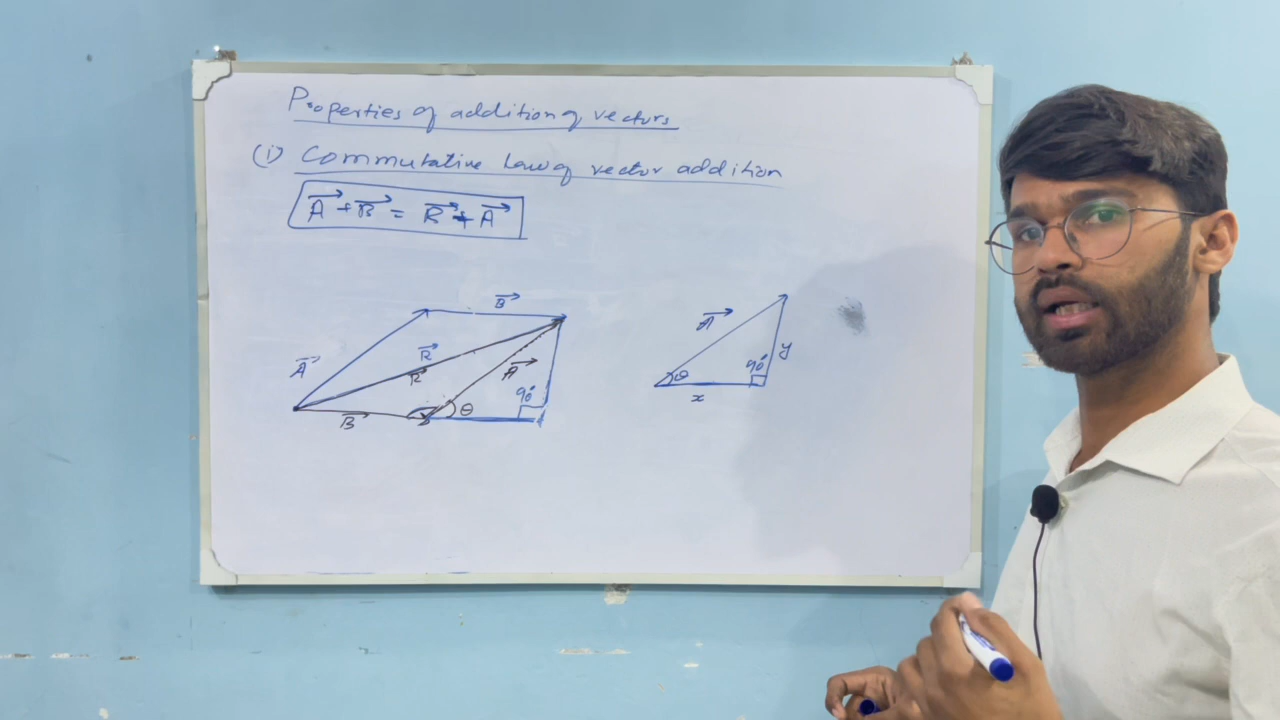 Properties of addition of vectors
(i) Commutative Law of vector addition
A⃗ + B⃗ = B⃗ + A⃗
B⃗
A⃗
R⃗
R⃗
A⃗
90°
θ
B⃗
A⃗
y
90°
θ
x